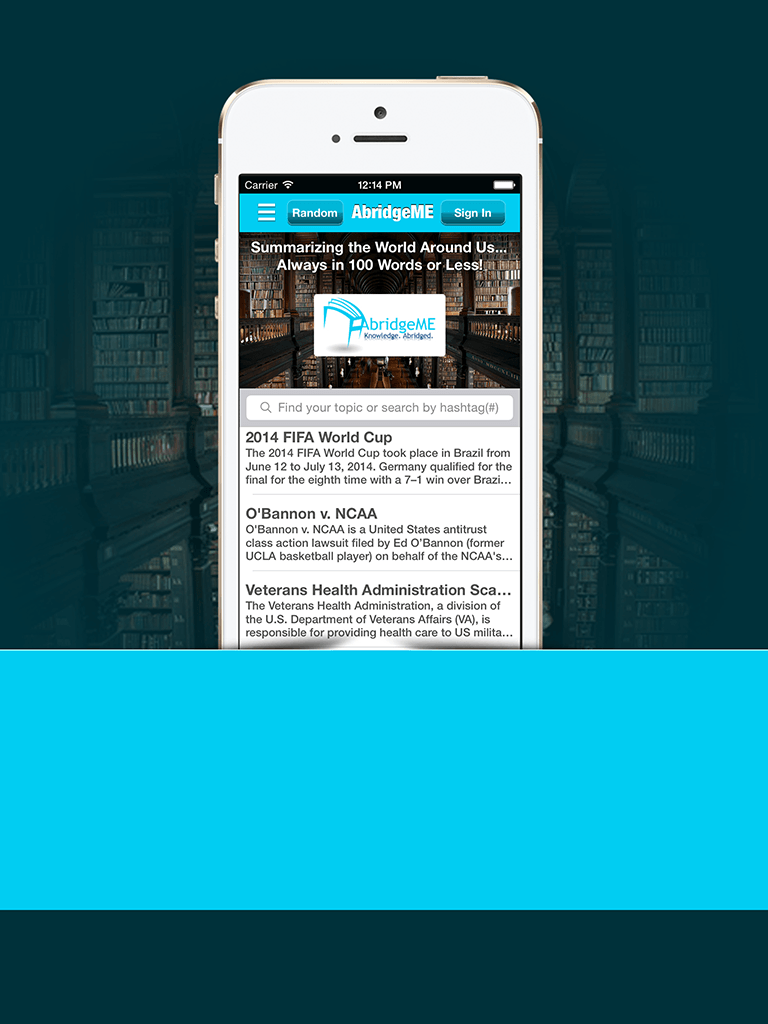 Carrier 12:14 PM
Random AbridgeME Sign In
Summarizing the World Around Us...
Always in 100 Words or Less!
AbridgeME
Knowledge. Abridged.
Find your topic or search by hashtag(#)
2014 FIFA World Cup
The 2014 FIFA World Cup took place in Brazil from
June 12 to July 13, 2014. Germany qualified for the
final for the eighth time with a 7–1 win over Brazi...
O'Bannon v. NCAA
O'Bannon v. NCAA is a United States antitrust
class action lawsuit filed by Ed O'Bannon (former
UCLA basketball player) on behalf of the NCAA's...
Veterans Health Administration Sca...
The Veterans Health Administration, a division of
the U.S. Department of Veterans Affairs (VA), is
responsible for providing health care to US milita...